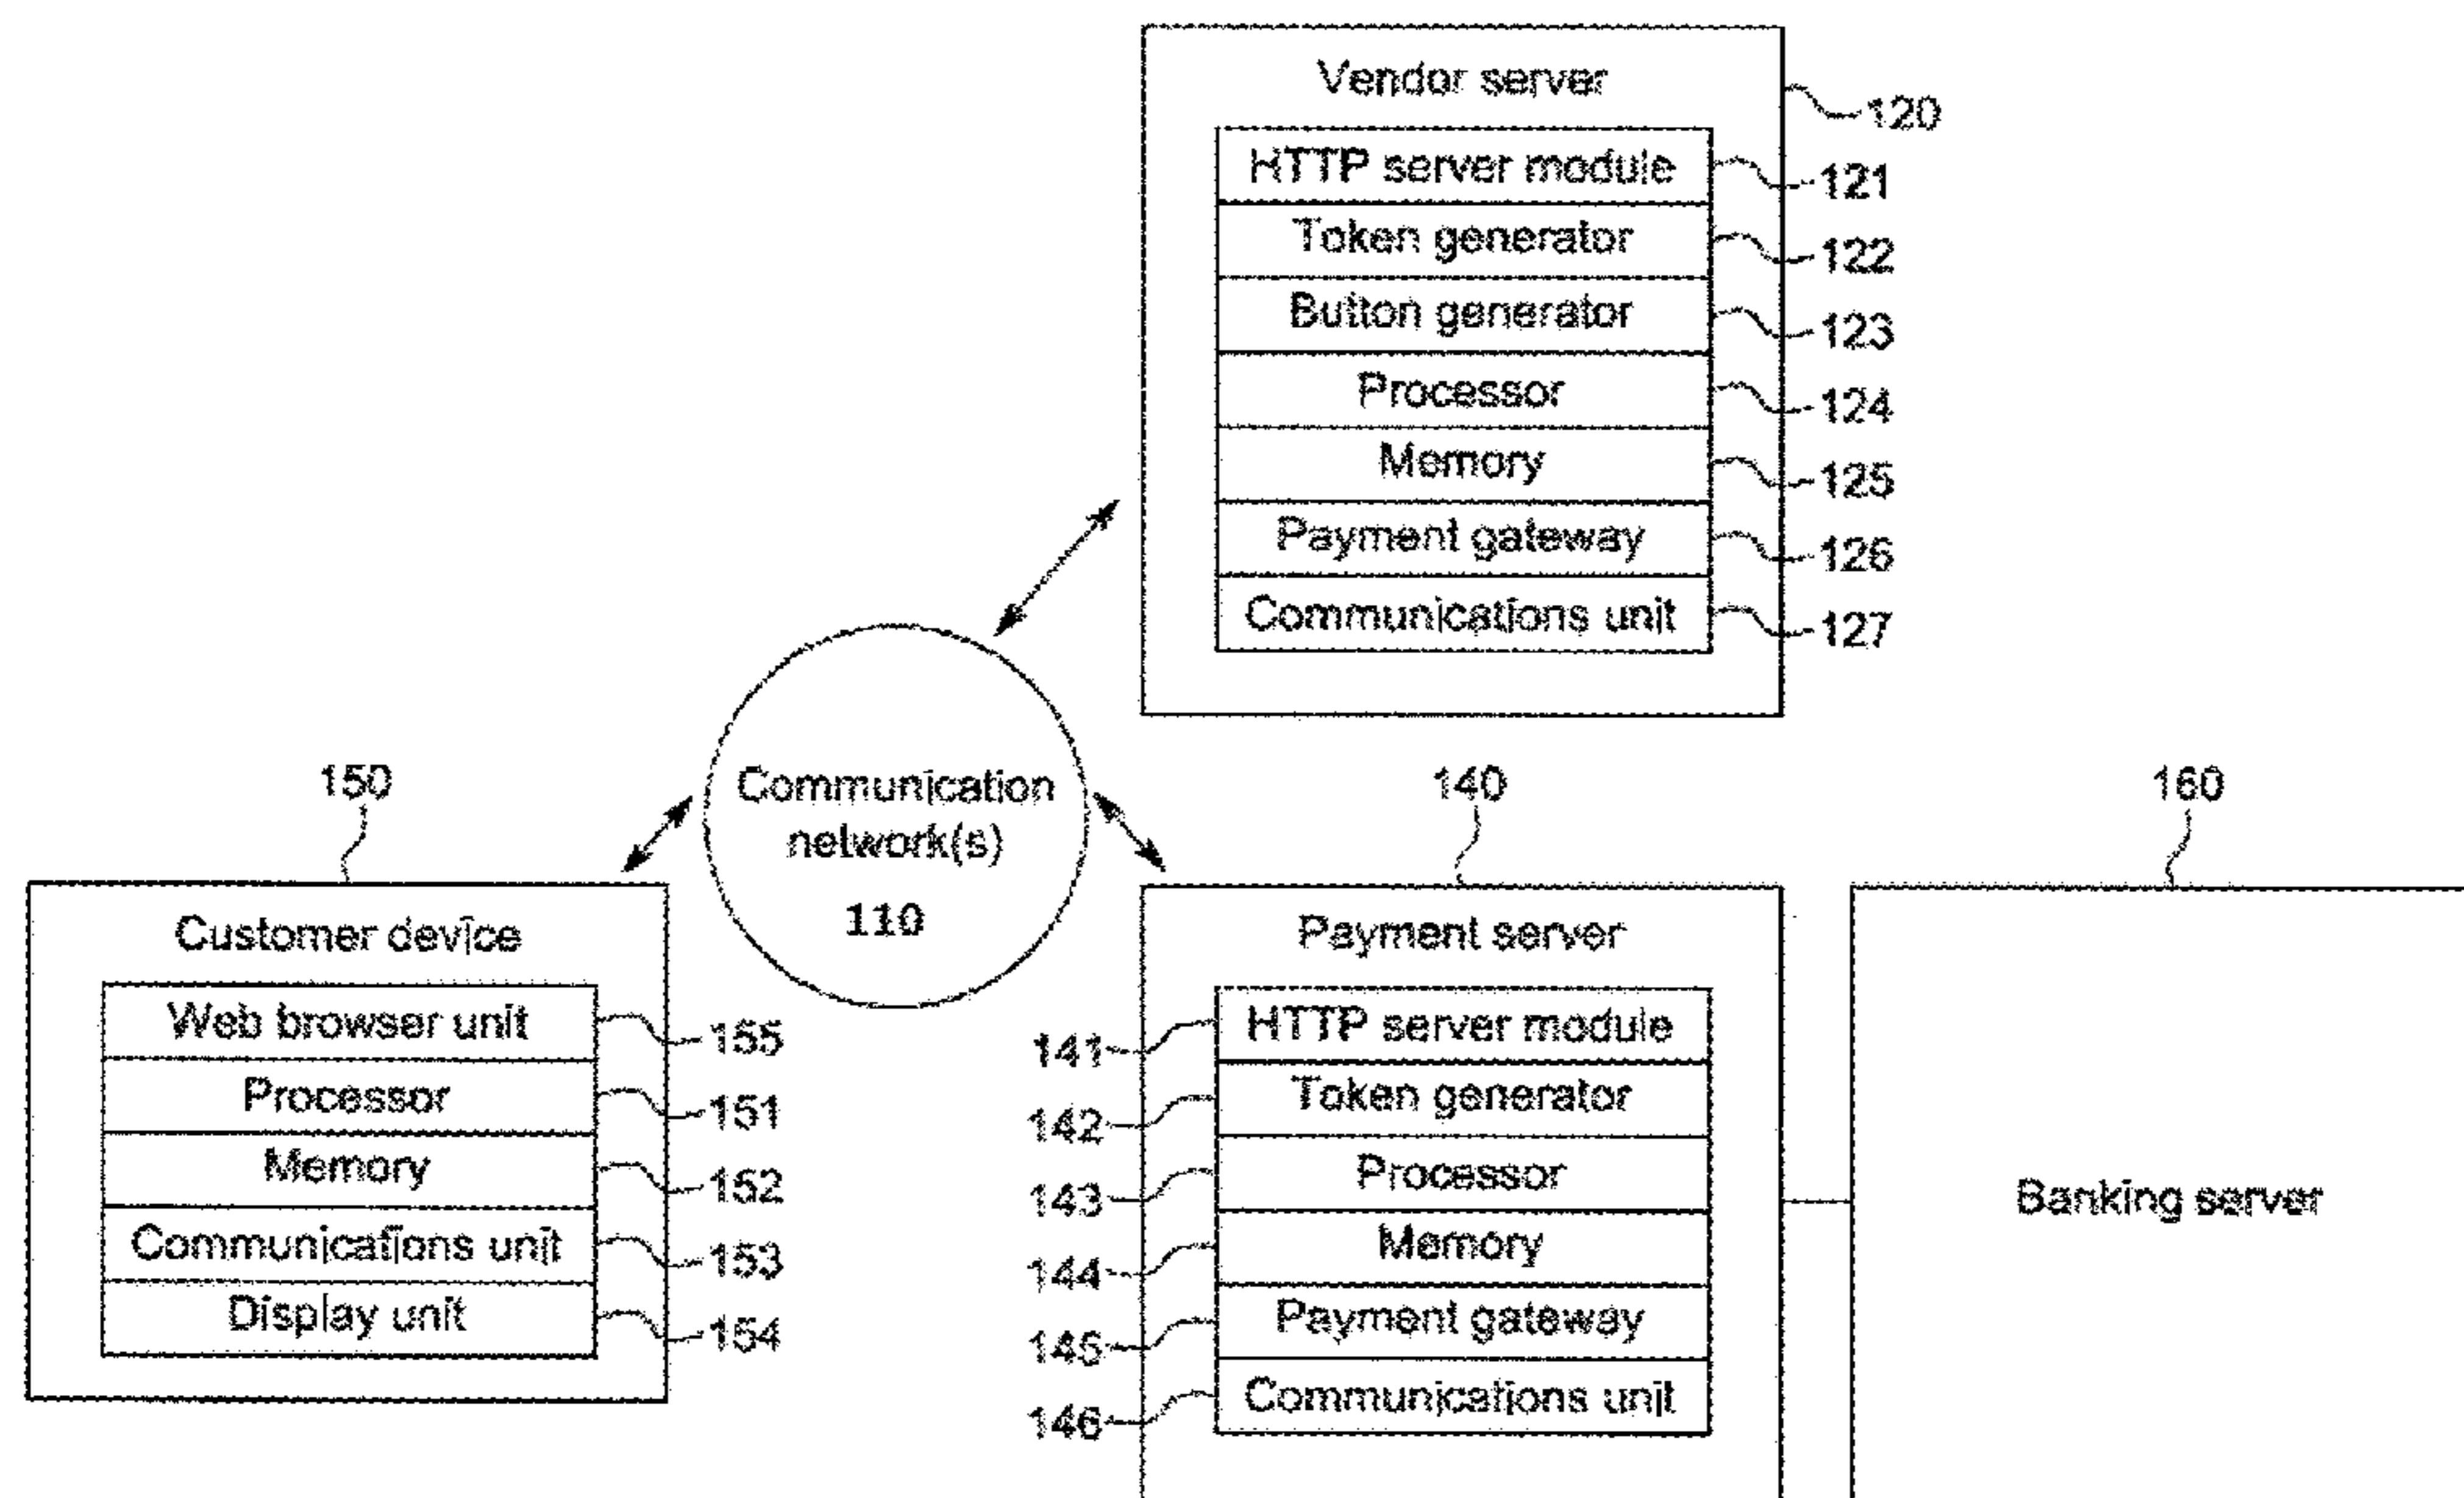 Vendor server
120
HTTP server module
121
Token generator
122
Button generator
123
Processor
124
Memory
125
Payment gateway
126
Communications unit
127
Communication
network(s)
110
150
Customer device
Web browser unit
155
Processor
151
Memory
152
Communications unit
153
Display unit
154
140
Payment server
141
HTTP server module
142
Token generator
143
Processor
144
Memory
145
Payment gateway
146
Communications unit
160
Banking server